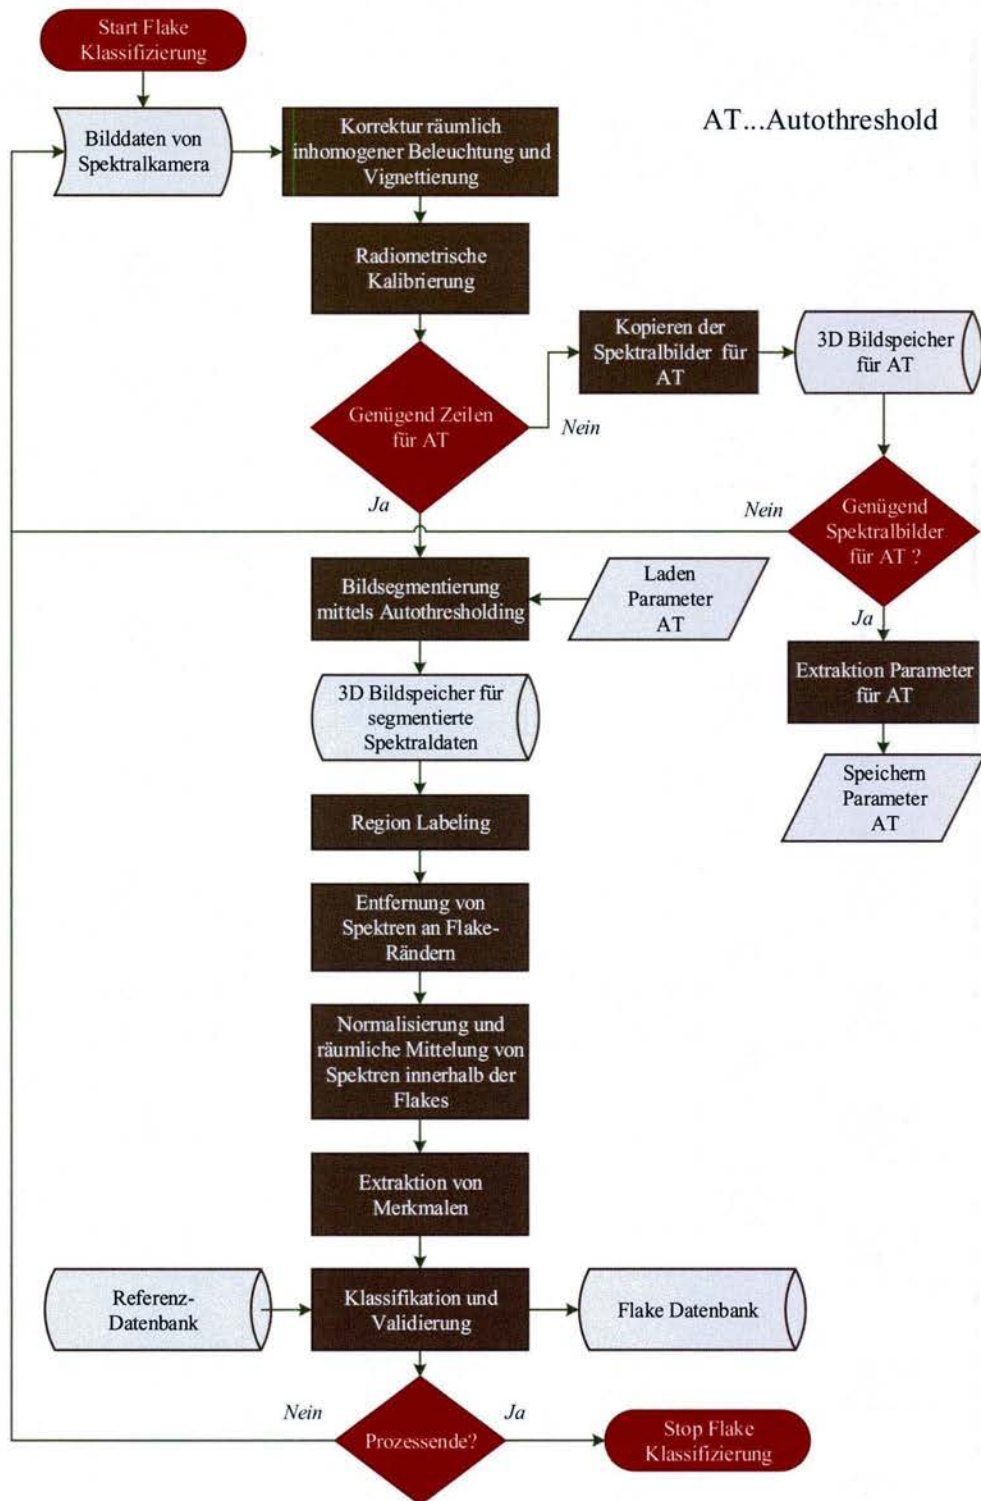 Start Flake
Klassifizierung
Bilddaten von
Spektralkamera
Korrektur räumlich
inhomogener Beleuchtung und
Vignettierung
AT...Autothreshold
Radiometrische
Kalibrierung
Genügend Zeilen
für AT
Nein
Kopieren der
Spektralbilder für
AT
3D Bildspeicher
für AT
Ja
Nein
Genügend
Spektralbilder
für AT ?
Ja
Bildsegmentierung
mittels Autothresholding
Laden
Parameter
AT
Extraktion Parameter
für AT
Speichern
Parameter
AT
3D Bildspeicher für
segmentierte
Spektraldaten
Region Labeling
Entfernung von
Spektren an Flake-
Rändern
Normalisierung und
räumliche Mittelung von
Spektren innerhalb der
Flakes
Extraktion von
Merkmalen
Referenz-
Datenbank
Klassifikation und
Validierung
Flake Datenbank
Nein
Prozessende?
Ja
Stop Flake
Klassifizierung